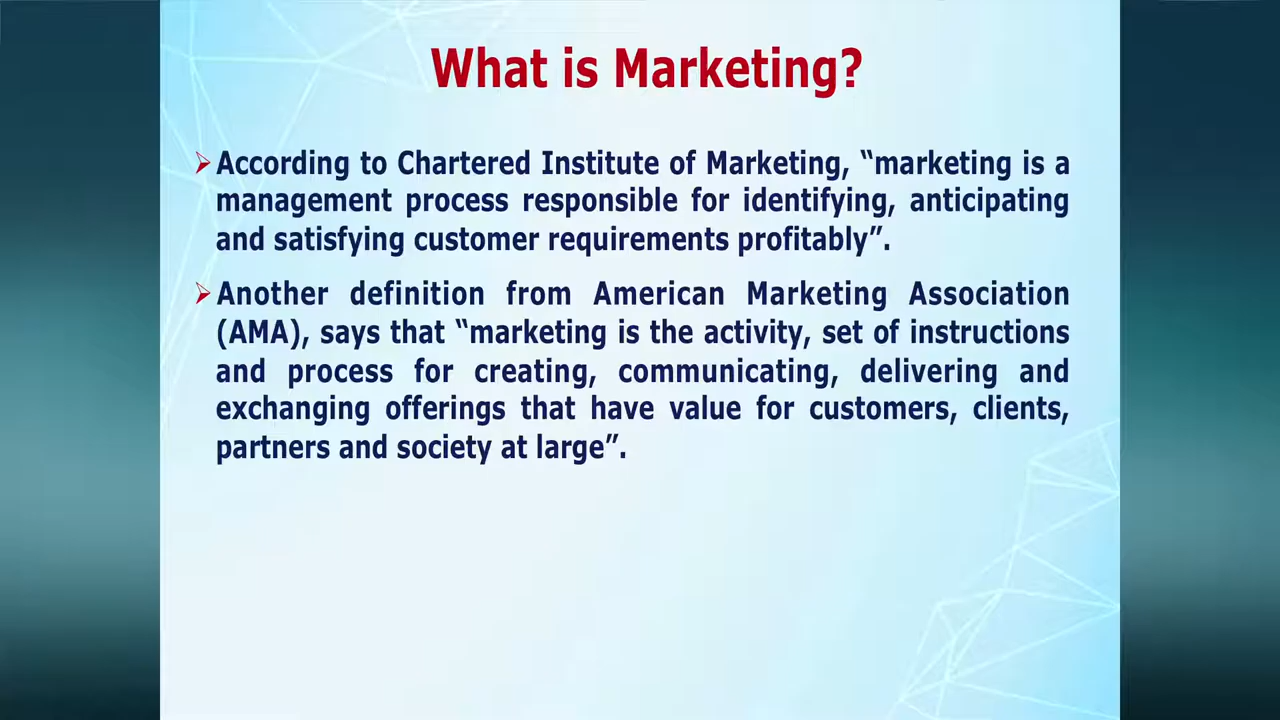 What is Marketing?
According to Chartered Institute of Marketing, “marketing is a
management process responsible for identifying, anticipating
and satisfying customer requirements profitably”.
Another definition from American Marketing Association
(AMA), says that “marketing is the activity, set of instructions
and process for creating, communicating, delivering and
exchanging offerings that have value for customers, clients,
partners and society at large”.